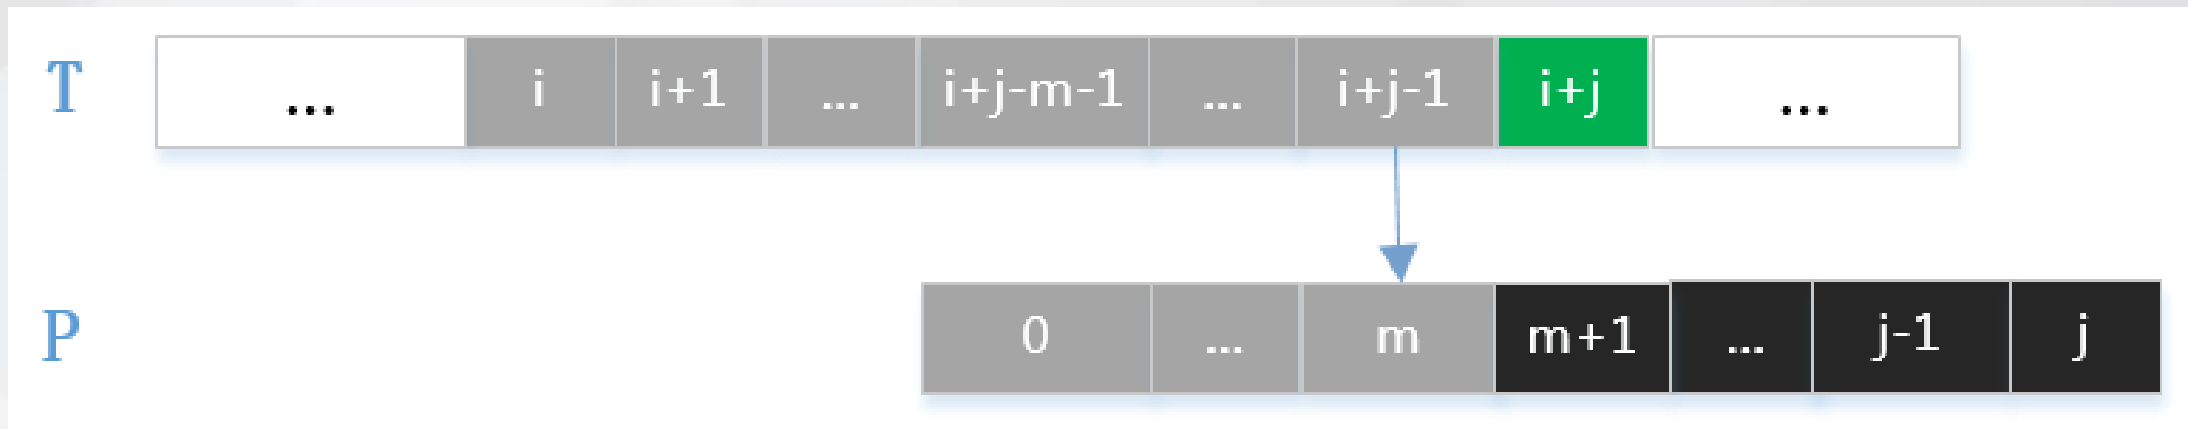 T ... i i+1 ... i+j-m-1 ... i+j-1 i+j ...
P 0 ... m m+1 ... j-1 j